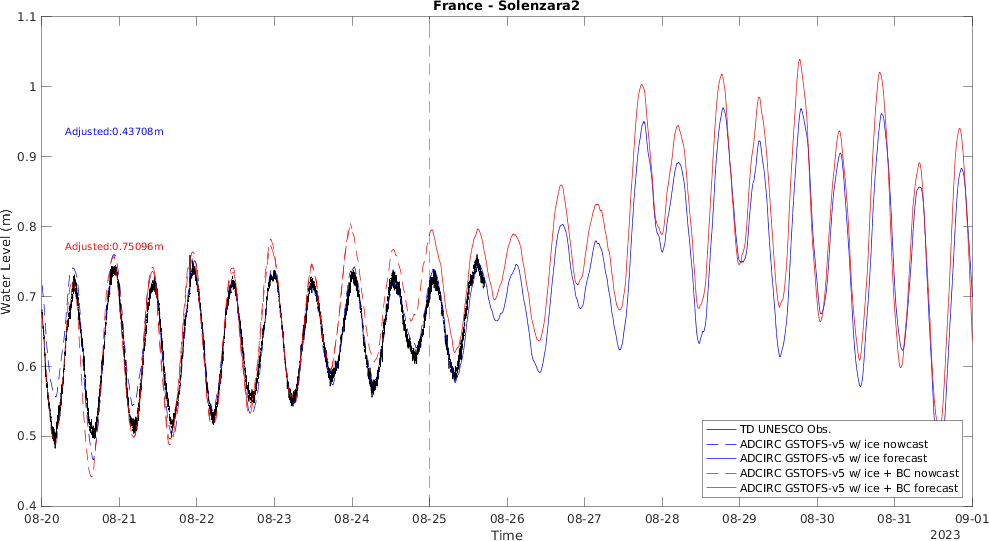 France - Solenzara2
1.1
1
0.9
0.8
0.7
0.6
0.5
0.4
Water Level (m)
Adjusted:0.43708m
Adjusted:0.75096m
TD UNESCO Obs.
ADCIRC GSTOFS-v5 w/ ice nowcast
ADCIRC GSTOFS-v5 w/ ice forecast
ADCIRC GSTOFS-v5 w/ ice + BC nowcast
ADCIRC GSTOFS-v5 w/ ice + BC forecast
08-20 08-21 08-22 08-23 08-24 08-25 08-26 08-27 08-28 08-29 08-30 08-31 09-01
Time
2023